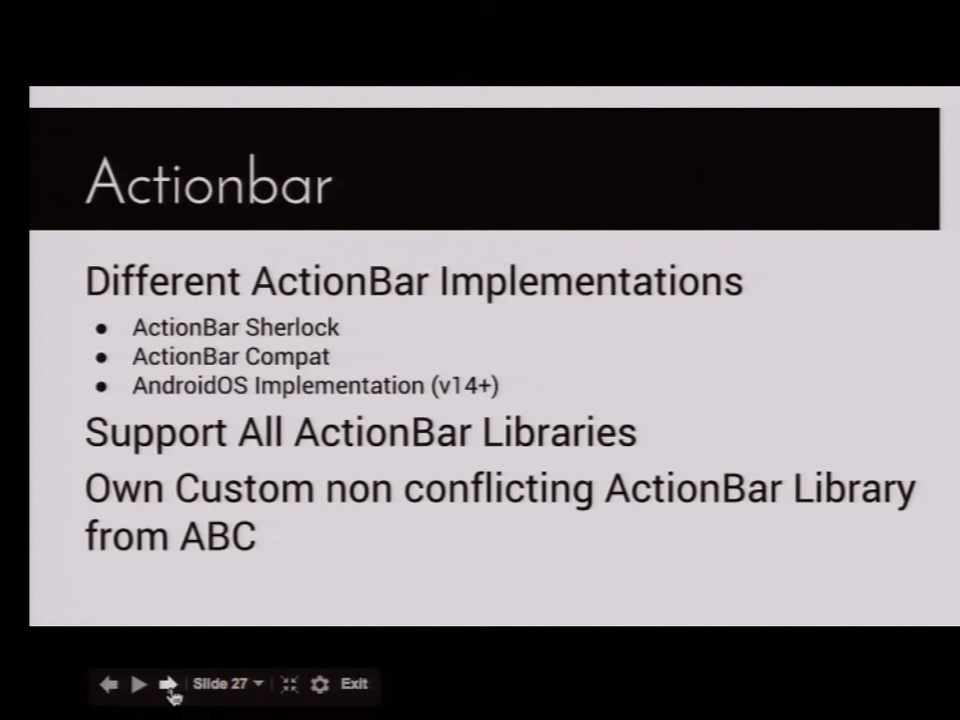 Actionbar
Different ActionBar Implementations
● ActionBar Sherlock
● ActionBar Compat
● AndroidOS Implementation (v14+)
Support All ActionBar Libraries
Own Custom non conflicting ActionBar Library
from ABC
Slide 27
Exit